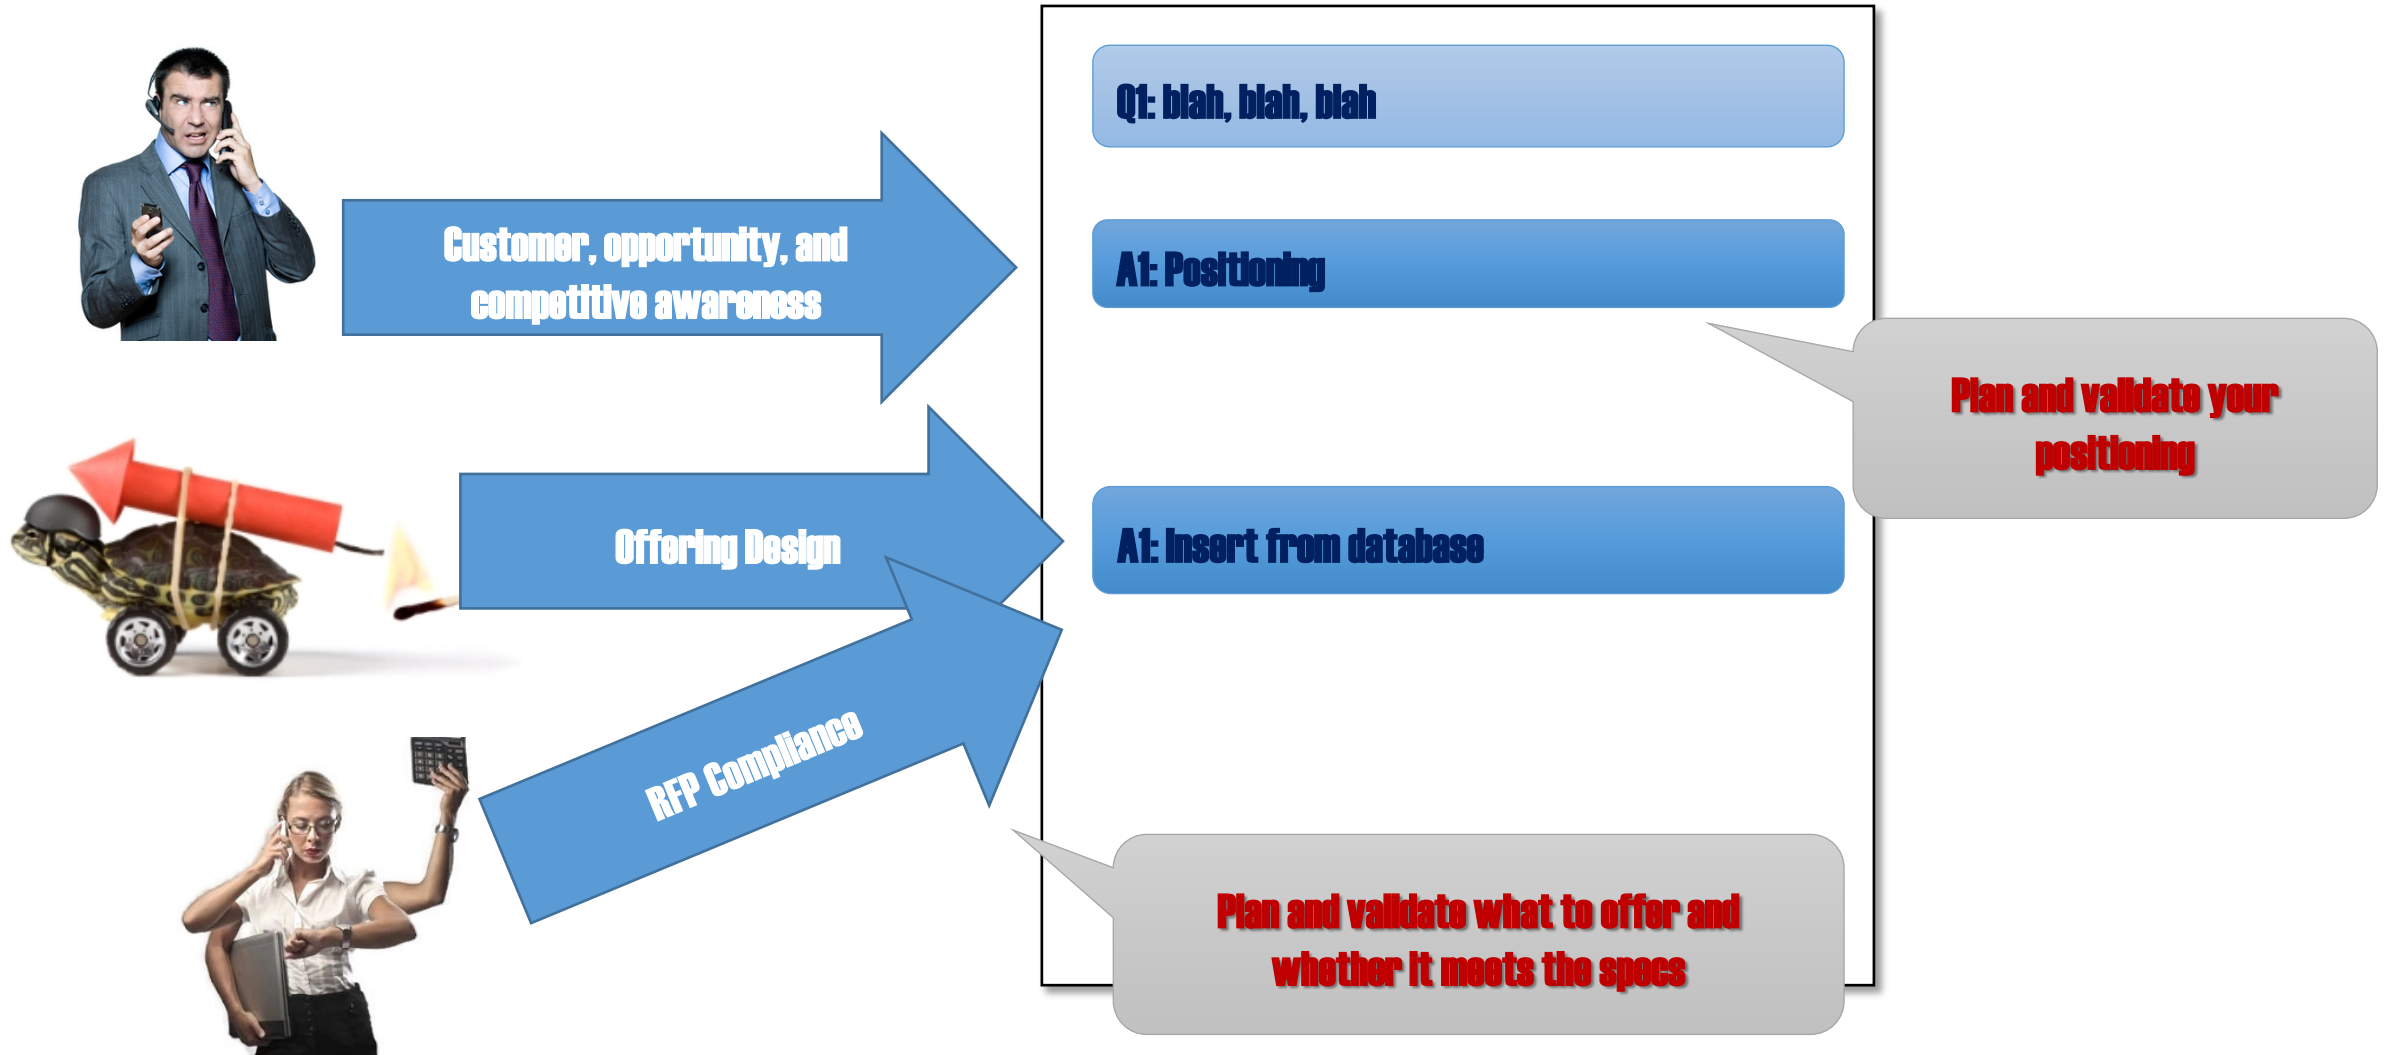 Q1: blah, blah, blah
Customer, opportunity, and
competitive awareness
A1: Positioning
Plan and validate your
positioning
Offering Design
A1: Insert from database
RFP Compliance
Plan and validate what to offer and
whether it meets the specs